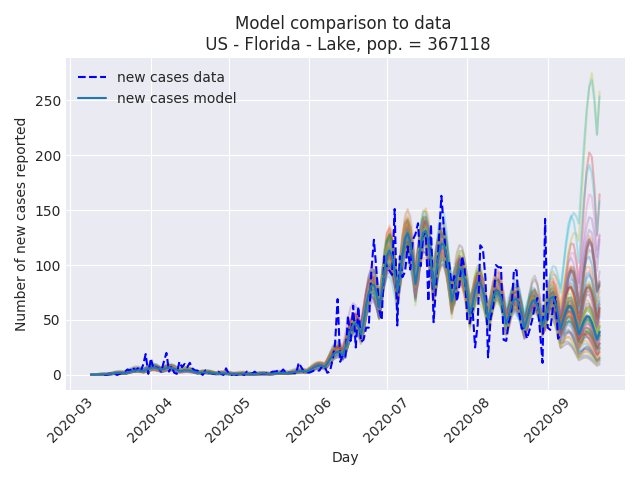 Model comparison to data
US - Florida - Lake, pop. = 367118
new cases data
new cases model
Number of new cases reported
250
200
150
100
50
0
2020-03
2020-04
2020-05
2020-06
2020-07
2020-08
2020-09
Day